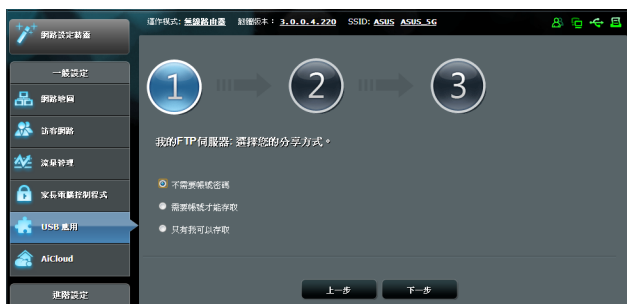 運作模式: 無線路由器 韌體版本: 3.0.0.4.220 SSID: ASUS ASUS_5G
網路設定精靈
一般設定
網路地圖
訪客網路
流量管理
家長電腦控制程式
USB 應用
AiCloud
進階設定
1
2
3
我的FTP伺服器: 選擇您的分享方式。
不需要帳號密碼
需要帳號才能存取
只有我可以存取
上一步
下一步